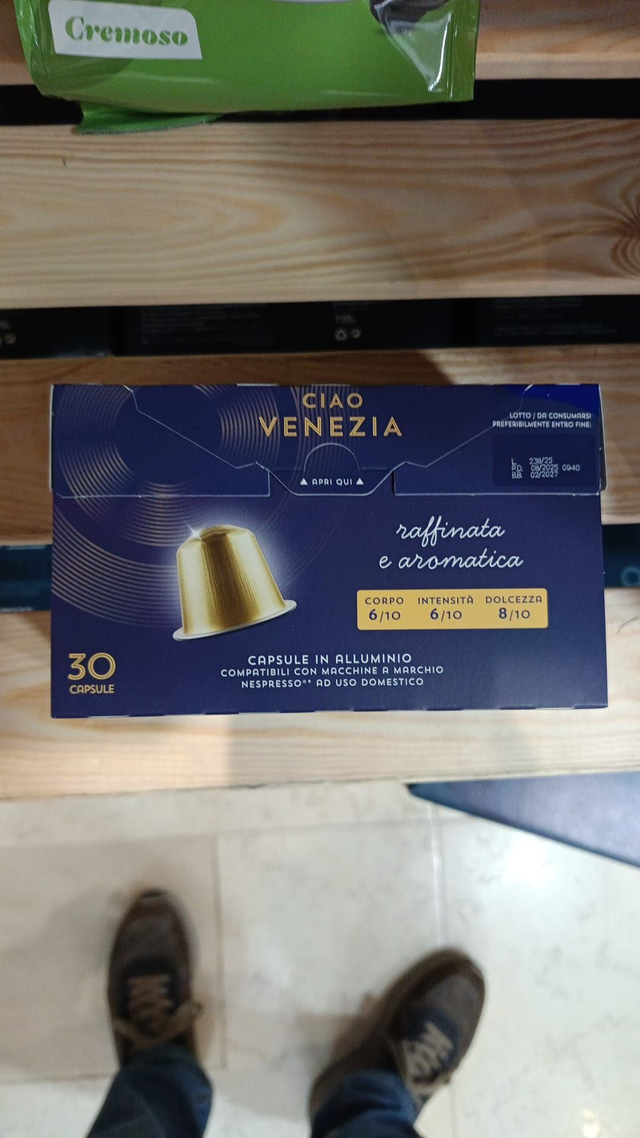 Cremoso
CIAO
VENEZIA
LOTTO / DA CONSUMARSI
PREFERIBILMENTE ENTRO FINE:
L. 239/25
P.D. 08/2025 0940
BB. 02/2027
▲ APRI QUI ▲
raffinata
e aromatica
CORPO INTENSITÀ DOLCEZZA
6/10 6/10 8/10
30
CAPSULE
CAPSULE IN ALLUMINIO
COMPATIBILI CON MACCHINE A MARCHIO
NESPRESSO®* AD USO DOMESTICO